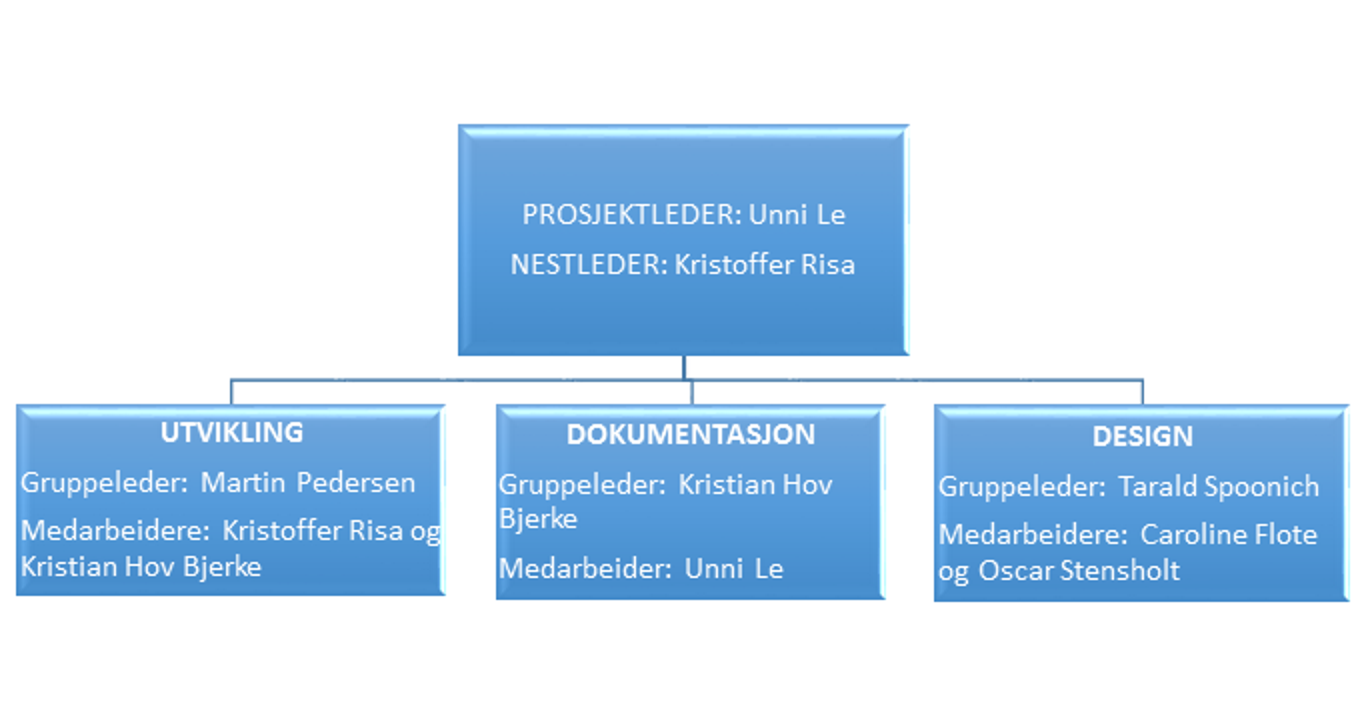 PROSJEKTLEDER: Unni Le
NESTLEDER: Kristoffer Risa
UTVIKLING
Gruppeleder: Martin Pedersen
Medarbeidere: Kristoffer Risa og
Kristian Hov Bjerke
DOKUMENTASJON
Gruppeleder: Kristian Hov
Bjerke
Medarbeider: Unni Le
DESIGN
Gruppeleder: Tarald Spoonich
Medarbeidere: Caroline Flote
og Oscar Stensholt